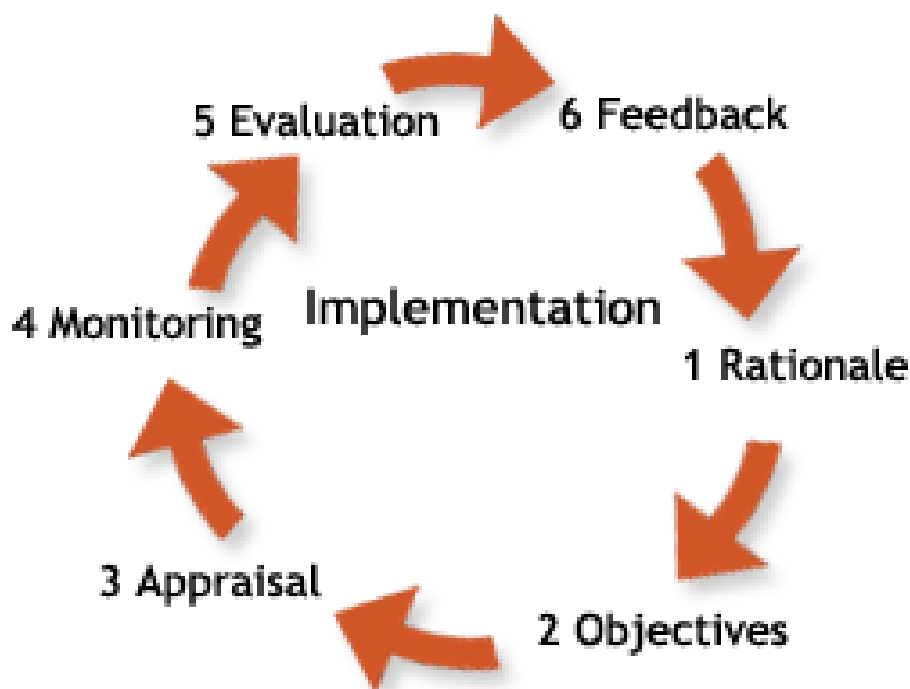 5 Evaluation
6 Feedback
4 Monitoring
Implementation
1 Rationale
3 Appraisal
2 Objectives